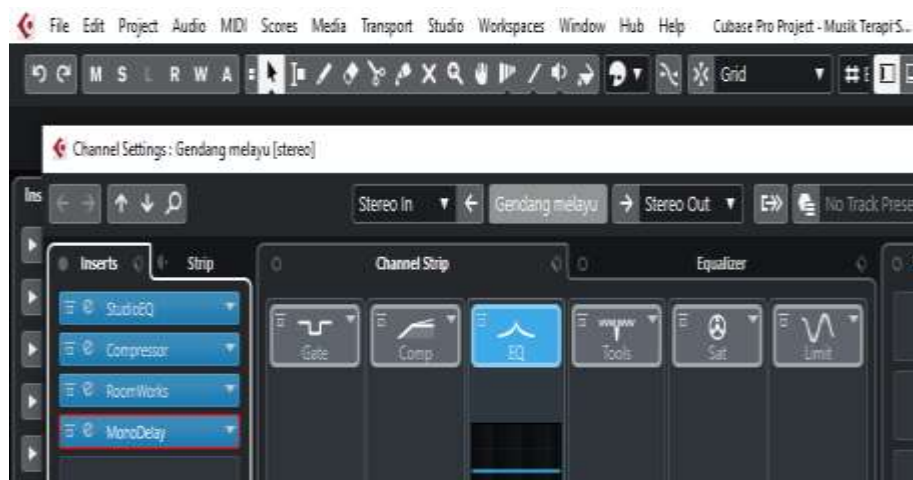 File Edit Project Audio MIDI Scores Media Transport Studio Workspaces Window Hub Help Cubase Pro Project - Musik Terapi S...
M S L R W A Grid
Channel Settings : Gendang melayu [stereo]
Ins
Stereo In Gendang melayu Stereo Out No Track Prese
Inserts Strip Channel Strip Equalizer
StudioEQ
Gate Comp EQ Tools Sat Limit
Compressor
RoomWorks
MonoDelay